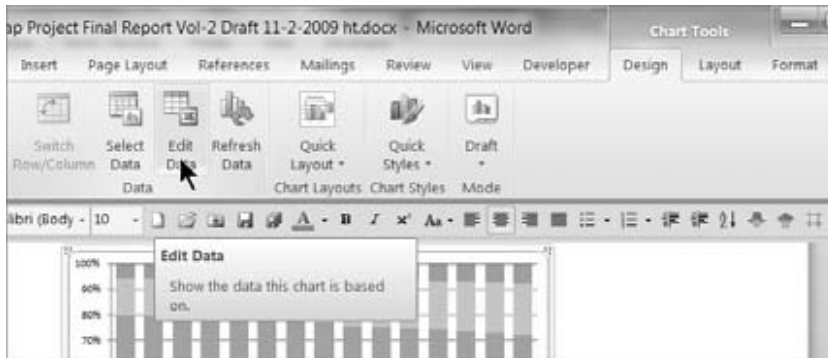 ap Project Final Report Vol-2 Draft 11-2-2009 ht.docx - Microsoft Word
Chart Tools
Insert Page Layout References Mailings Review View Developer Design Layout Format
Switch Row/Column
Select Data
Edit Data
Refresh Data
Quick Layout
Quick Styles
Draft
Data Chart Layouts Chart Styles Mode
libri (Body 10 A B I x² Aa
Edit Data
Show the data this chart is based
on.
100%
90%
80%
70%